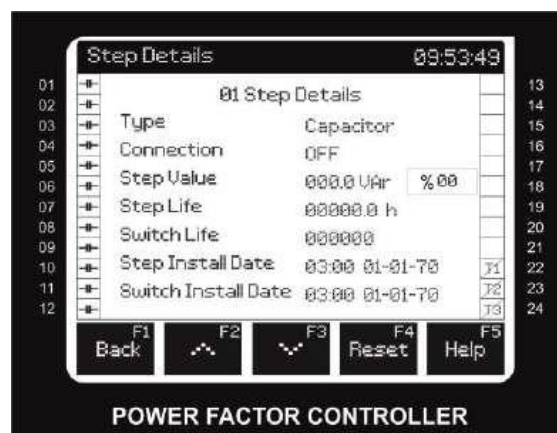 Step Details 09:53:49
01 Step Details
Type Capacitor
Connection OFF
Step Value 000.0 VAr %00
Step Life 00000.0 h
Switch Life 000000
Step Install Date 03:00 01-01-70
Switch Install Date 03:00 01-01-70
01
02
03
04
05
06
07
08
09
10
11
12
13
14
15
16
17
18
19
20
21
22
23
24
T1
T2
T3
F1 F2 F3 F4 F5
Back Reset Help
POWER FACTOR CONTROLLER